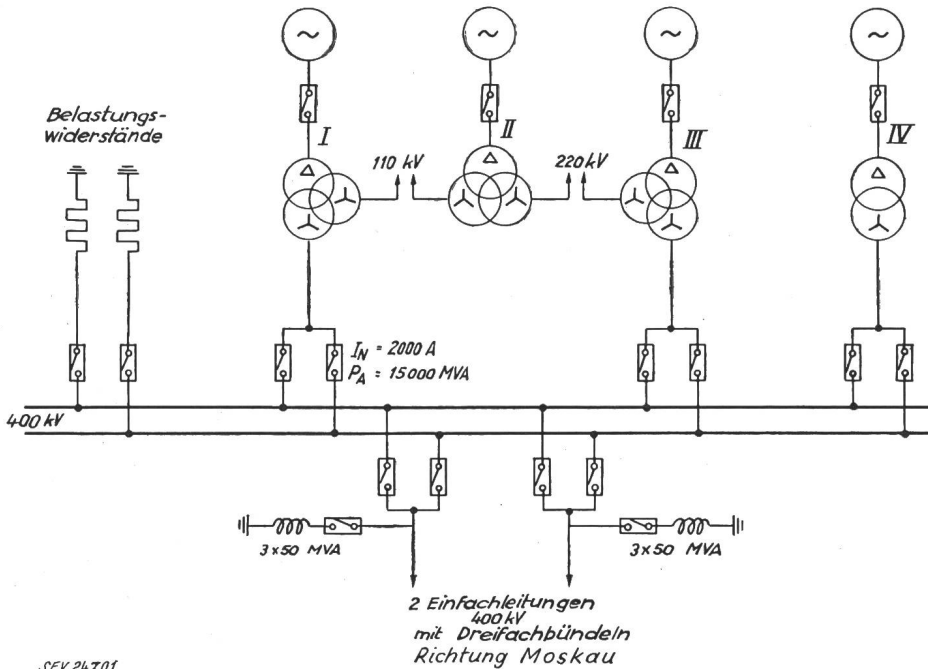 Belastungs-
widerstände
I
II
III
IV
110 kV
220 kV
I_N = 2000 A
P_A = 15000 MVA
400 kV
3×50 MVA
3×50 MVA
2 Einfachleitungen
400 kV
mit Dreifachbündeln
Richtung Moskau
SEV 24701